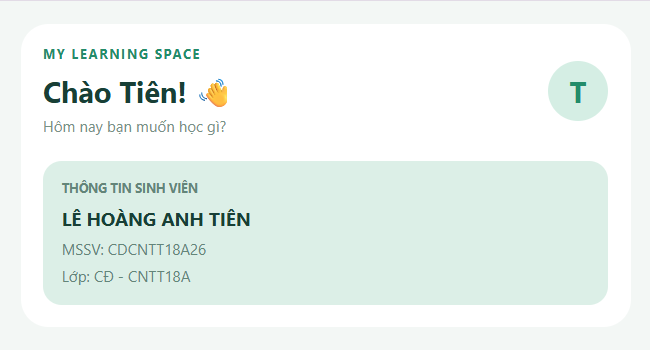 MY LEARNING SPACE
Chào Tiên! 👋
Hôm nay bạn muốn học gì?
T
THÔNG TIN SINH VIÊN
LÊ HOÀNG ANH TIÊN
MSSV: CDCNTT18A26
Lớp: CĐ - CNTT18A